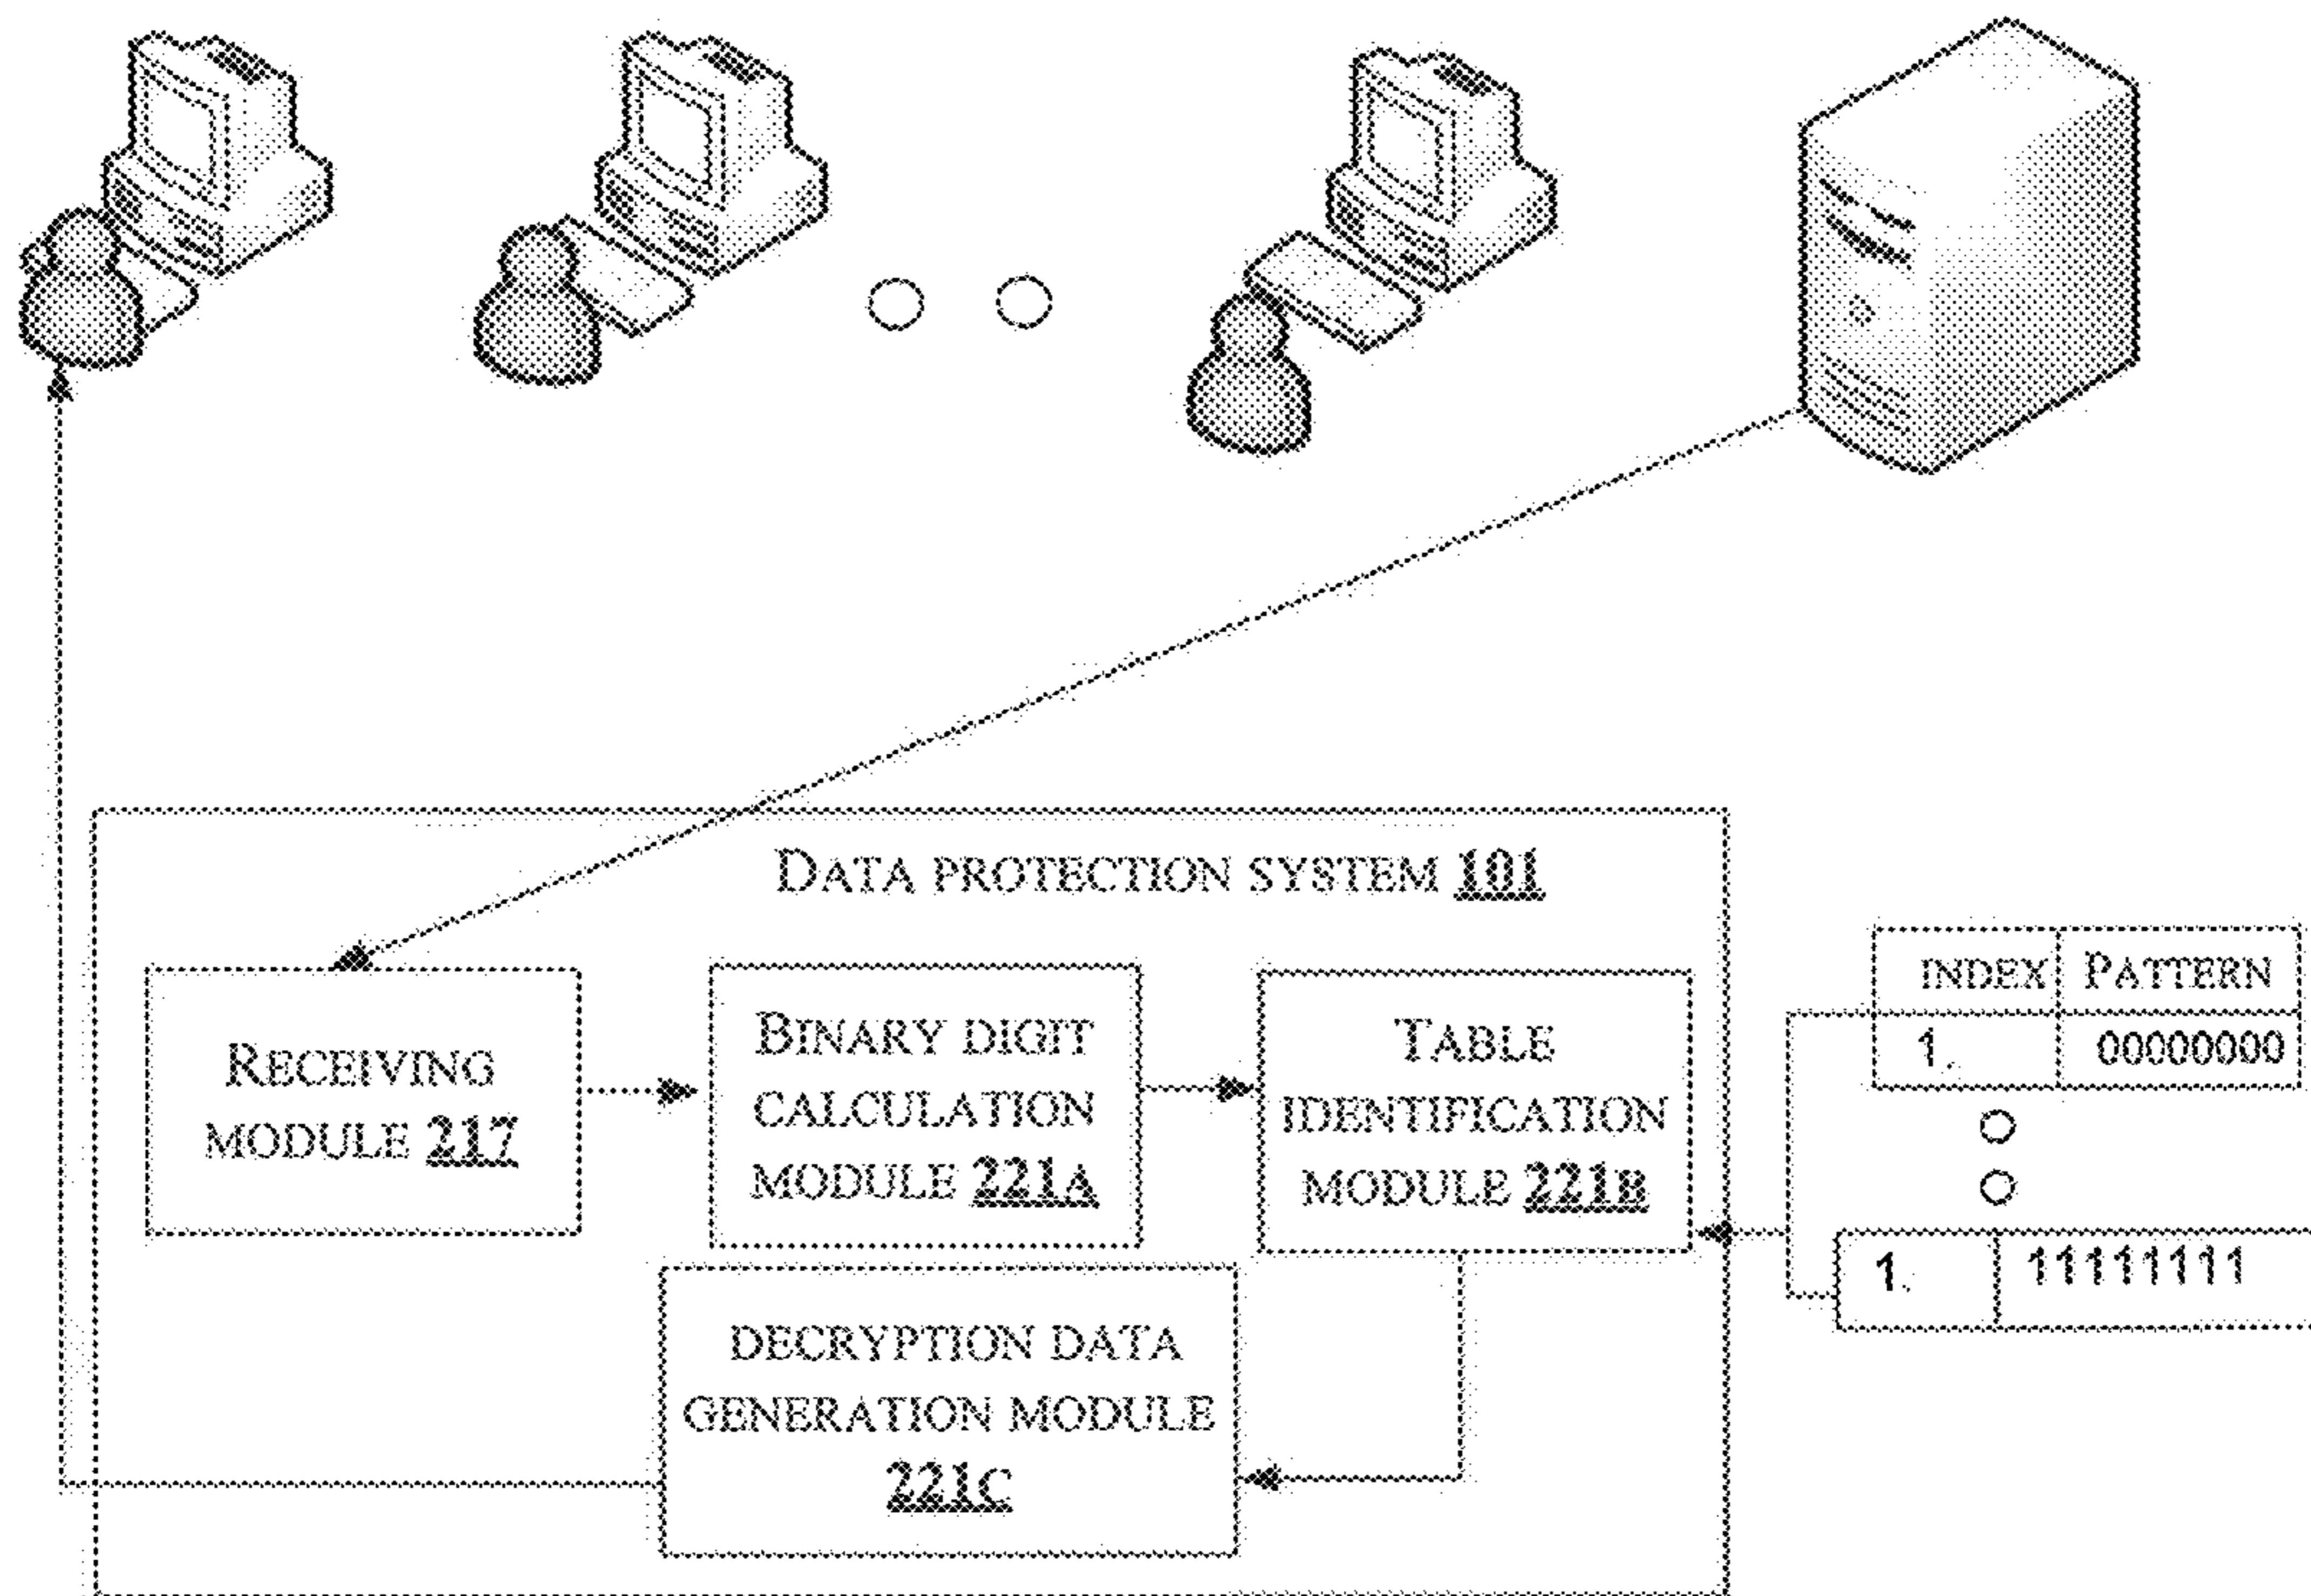 DATA PROTECTION SYSTEM 101
RECEIVING
MODULE 217
BINARY DIGIT
CALCULATION
MODULE 221A
TABLE
IDENTIFICATION
MODULE 221B
INDEX PATTERN
1. 00000000
1. 11111111
DECRYPTION DATA
GENERATION MODULE
221C